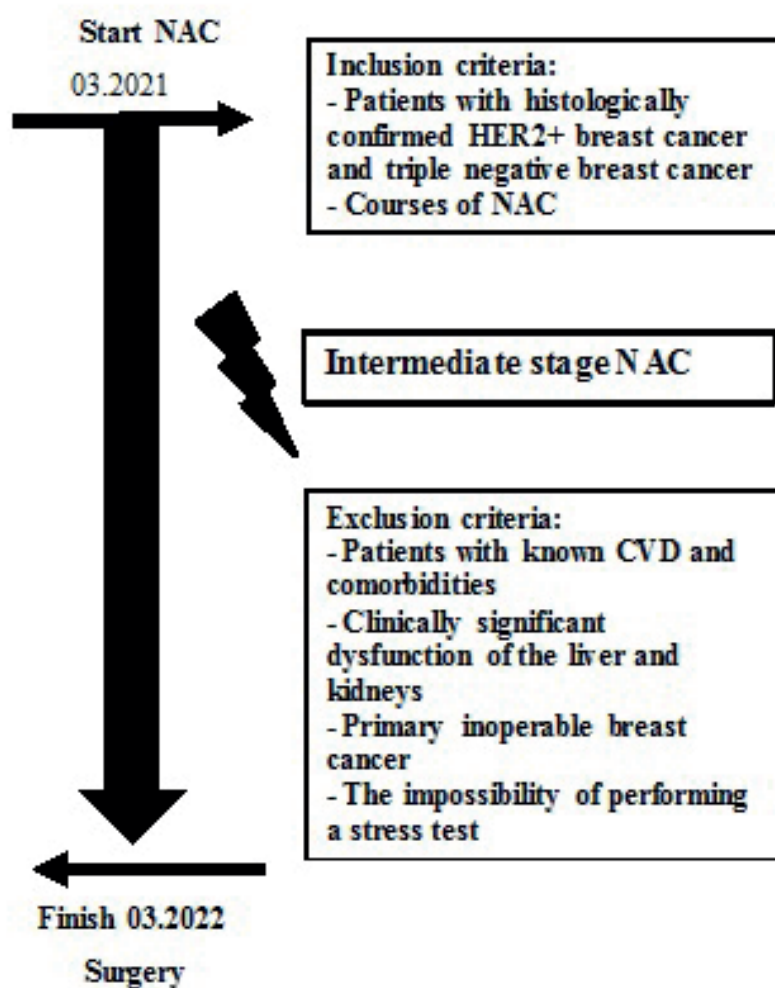 Start NAC
03.2021
Inclusion criteria:
- Patients with histologically
confirmed HER2+ breast cancer
and triple negative breast cancer
- Courses of NAC
Intermediate stage NAC
Exclusion criteria:
- Patients with known CVD and
comorbidities
- Clinically significant
dysfunction of the liver and
kidneys
- Primary inoperable breast
cancer
- The impossibility of performing
a stress test
Finish 03.2022
Surgery